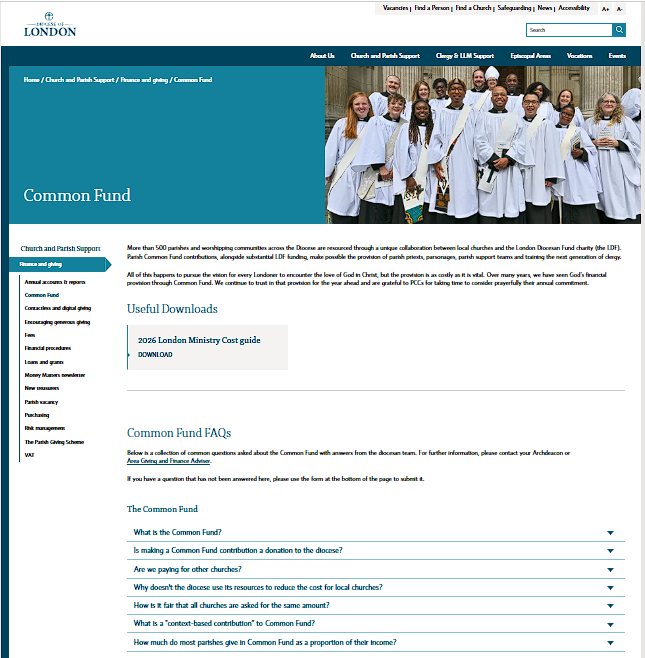 Vacancies | Find a Person | Find a Church | Safeguarding | News | Accessibility A+ A-
DIOCESE OF
LONDON
Search
About Us Church and Parish Support Clergy & LLM Support Episcopal Areas Vocations Events
Home / Church and Parish Support / Finance and giving / Common Fund
Common Fund
Church and Parish Support
Finance and giving
Annual accounts & reports
Common Fund
Contactless and digital giving
Encouraging generous giving
Fees
Financial procedures
Loans and grants
Money Matters newsletter
New treasurers
Parish vacancy
Purchasing
Risk management
The Parish Giving Scheme
VAT
More than 500 parishes and worshipping communities across the Diocese are resourced through a unique collaboration between local churches and the London Diocesan Fund charity (the LDF).
Parish Common Fund contributions, alongside substantial LDF funding, make possible the provision of parish priests, parsonages, parish support teams and training the next generation of clergy.
All of this happens to pursue the vision for every Londoner to encounter the love of God in Christ, but the provision is as costly as it is vital. Over many years, we have seen God's financial
provision through Common Fund. We continue to trust in that provision for the year ahead and are grateful to PCCs for taking time to consider prayerfully their annual commitment.
Useful Downloads
2026 London Ministry Cost guide
DOWNLOAD
Common Fund FAQs
Below is a collection of common questions asked about the Common Fund with answers from the diocesan team. For further information, please contact your Archdeacon or
Area Giving and Finance Adviser.
If you have a question that has not been answered here, please use the form at the bottom of the page to submit it.
The Common Fund
What is the Common Fund?
Is making a Common Fund contribution a donation to the diocese?
Are we paying for other churches?
Why doesn't the diocese use its resources to reduce the cost for local churches?
How is it fair that all churches are asked for the same amount?
What is a "context-based contribution" to Common Fund?
How much do most parishes give in Common Fund as a proportion of their income?